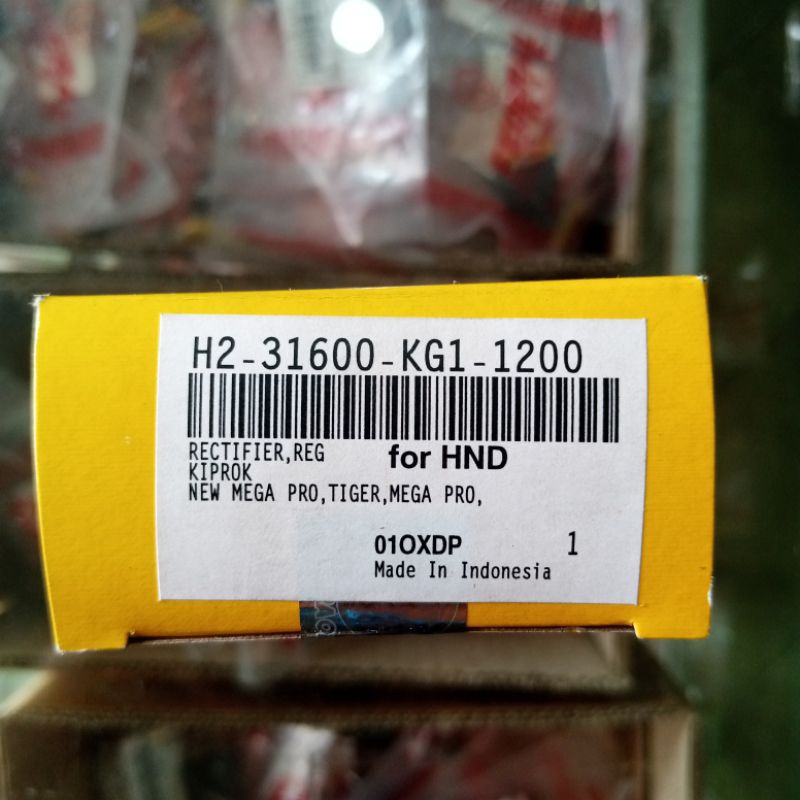 H2-31600-KG1-1200
RECTIFIER,REG for HND
KIPROK
NEW MEGA PRO,TIGER,MEGA PRO,
01OXDP 1
Made In Indonesia